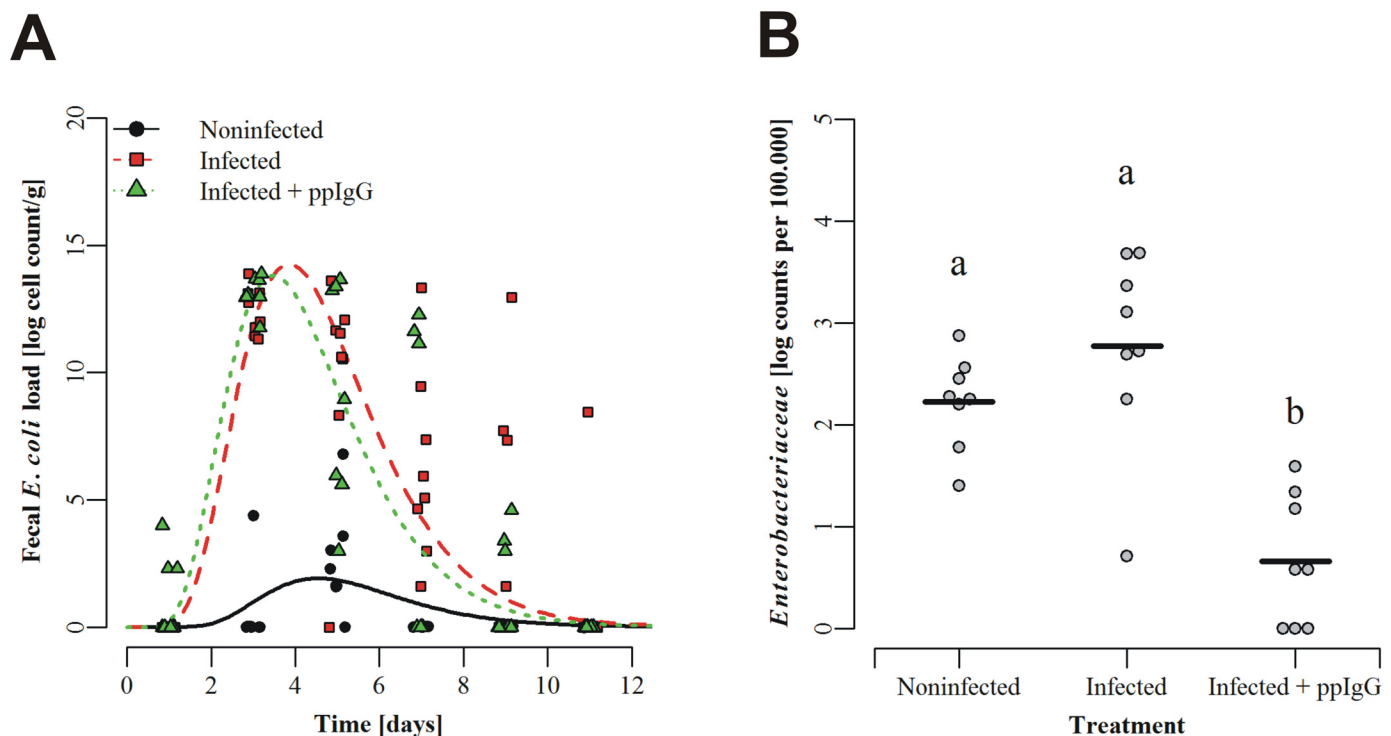 A
Fecal E. coli load [log cell count/g]
20
15
10
5
0
Noninfected
Infected
Infected + ppIgG
0 2 4 6 8 10 12
Time [days]
B
Enterobacteriaceae [log counts per 100.000]
5
4
3
2
1
0
a
a
b
Noninfected Infected Infected + ppIgG
Treatment